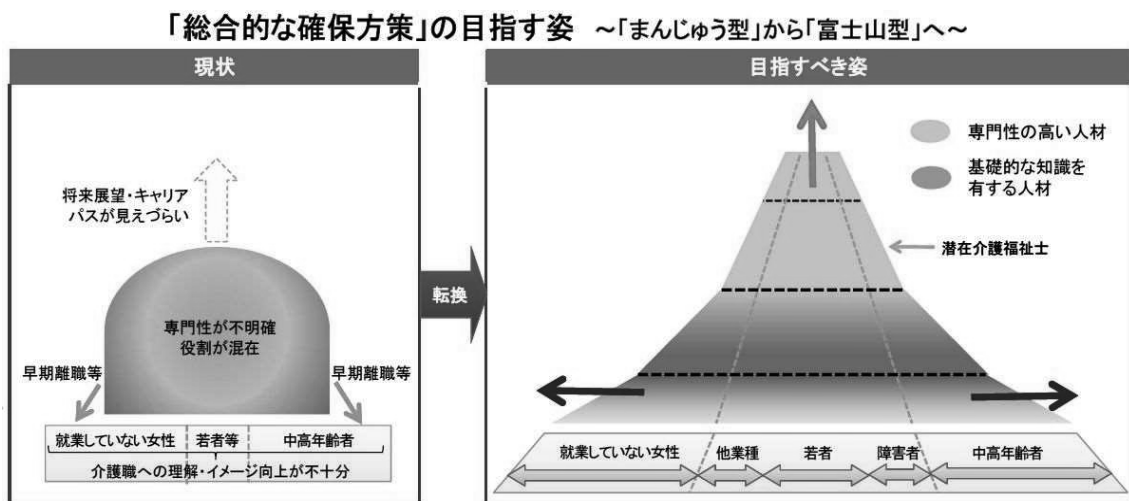 「総合的な確保方策」の目指す姿 ～「まんじゅう型」から「富士山型」へ～
現状
将来展望・キャリア
パスが見えづらい
専門性が不明確
役割が混在
早期離職等
早期離職等
就業していない女性 若者等 中高年齢者
介護職への理解・イメージ向上が不十分
転換
目指すべき姿
専門性の高い人材
基礎的な知識を
有する人材
潜在介護福祉士
就業していない女性 他業種 若者 障害者 中高年齢者